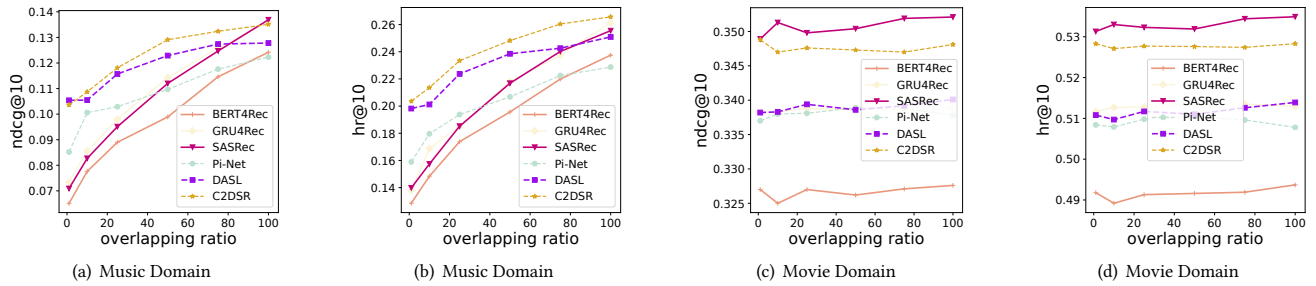 0.14
0.13
0.12
0.11
0.10
0.09
0.08
0.07
ndcg@10
0 20 40 60 80 100
overlapping ratio
BERT4Rec
GRU4Rec
SASRec
Pi-Net
DASL
C2DSR
(a) Music Domain
0.26
0.24
0.22
0.20
0.18
0.16
0.14
hr@10
0 20 40 60 80 100
overlapping ratio
BERT4Rec
GRU4Rec
SASRec
Pi-Net
DASL
C2DSR
(b) Music Domain
0.350
0.345
0.340
0.335
0.330
0.325
ndcg@10
0 20 40 60 80 100
overlapping ratio
BERT4Rec
GRU4Rec
SASRec
Pi-Net
DASL
C2DSR
(c) Movie Domain
0.53
0.52
0.51
0.50
0.49
hr@10
0 20 40 60 80 100
overlapping ratio
BERT4Rec
GRU4Rec
SASRec
Pi-Net
DASL
C2DSR
(d) Movie Domain